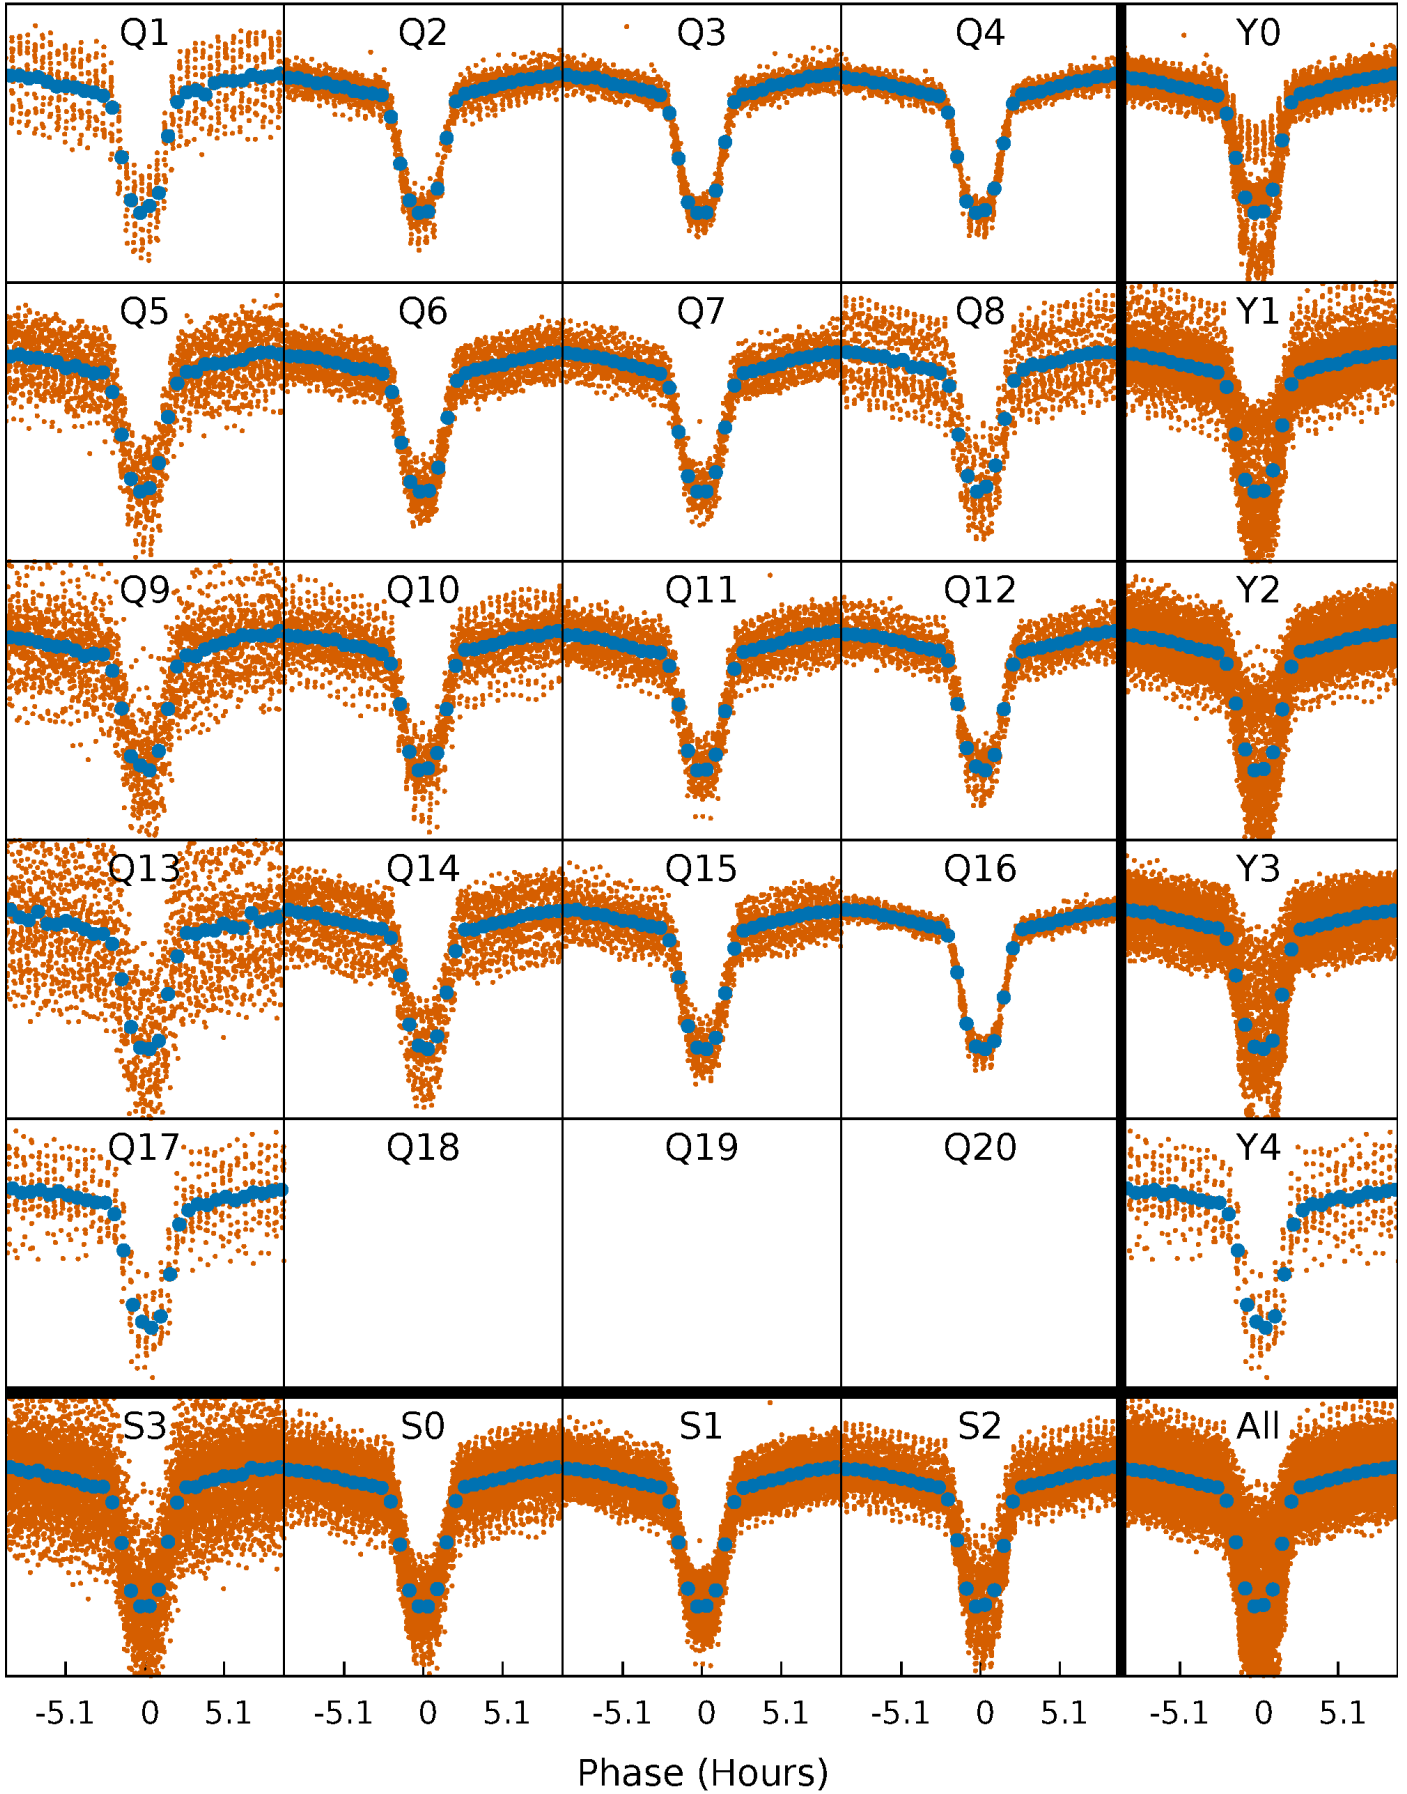 Q1 Q2 Q3 Q4 Y0
Q5 Q6 Q7 Q8 Y1
Q9 Q10 Q11 Q12 Y2
Q13 Q14 Q15 Q16 Y3
Q17 Q18 Q19 Q20 Y4
S3 S0 S1 S2 All
-5.1 0 5.1 -5.1 0 5.1 -5.1 0 5.1 -5.1 0 5.1 -5.1 0 5.1
Phase (Hours)